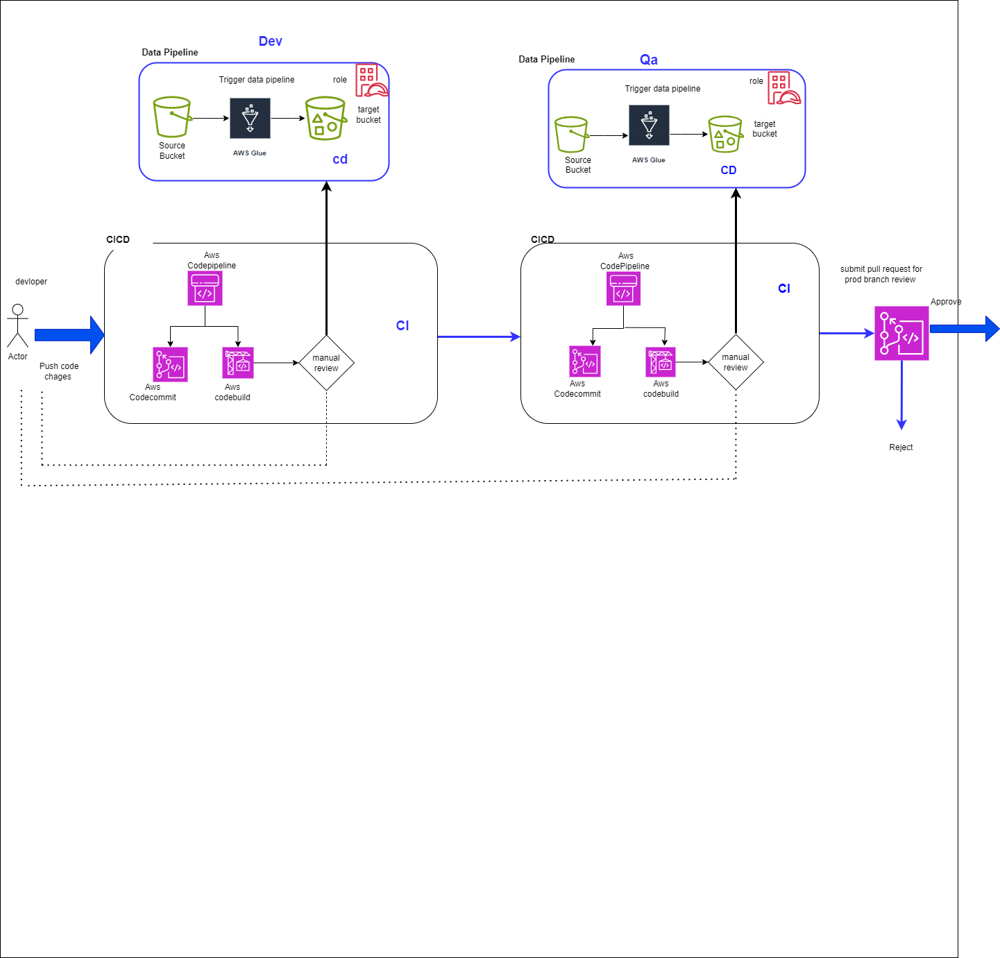 Dev
Data Pipeline
Trigger data pipeline
role
target
bucket
Source
Bucket
AWS Glue
cd
Qa
Data Pipeline
Trigger data pipeline
role
target
bucket
Source
Bucket
AWS Glue
CD
CICD
Aws
Codepipeline
CI
Aws
Codecommit
Aws
codebuild
manual
review
CICD
Aws
CodePipeline
CI
Aws
Codecommit
Aws
codebuild
manual
review
devloper
Actor
Push code
chages
submit pull request for
prod branch review
Approve
Reject